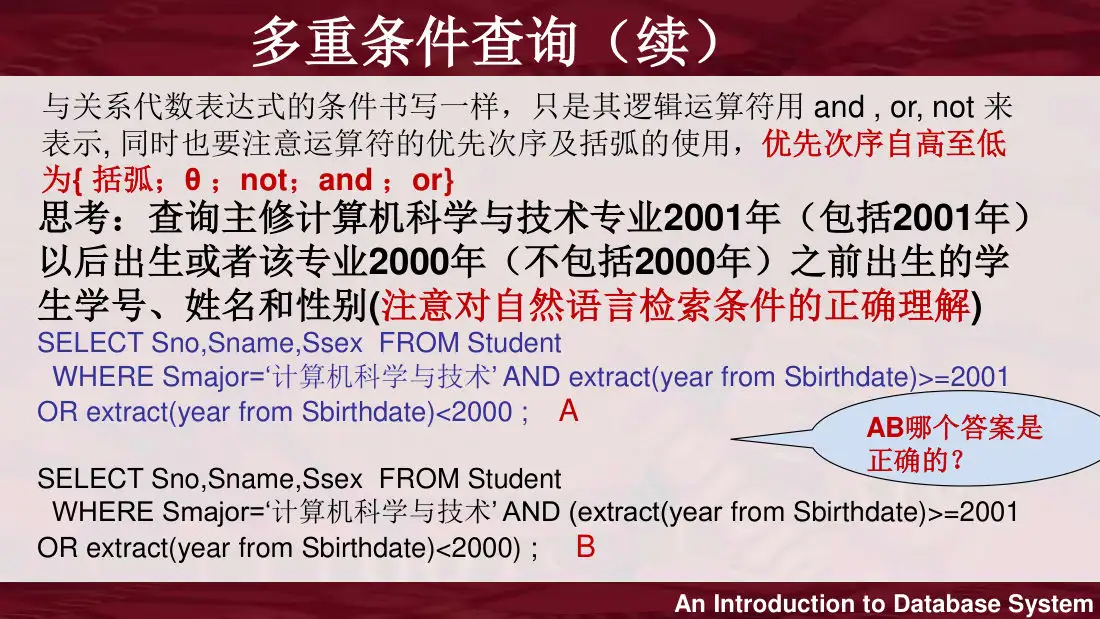 多重条件查询（续）
与关系代数表达式的条件书写一样，只是其逻辑运算符用 and , or, not 来
表示, 同时也要注意运算符的优先次序及括弧的使用，优先次序自高至低
为{ 括弧；θ ；not；and ；or}
思考：查询主修计算机科学与技术专业2001年（包括2001年）
以后出生或者该专业2000年（不包括2000年）之前出生的学
生学号、姓名和性别(注意对自然语言检索条件的正确理解)
SELECT Sno,Sname,Ssex FROM Student
WHERE Smajor=‘计算机科学与技术’ AND extract(year from Sbirthdate)>=2001
OR extract(year from Sbirthdate)<2000 ; A
AB哪个答案是
正确的？
SELECT Sno,Sname,Ssex FROM Student
WHERE Smajor=‘计算机科学与技术’ AND (extract(year from Sbirthdate)>=2001
OR extract(year from Sbirthdate)<2000) ; B
An Introduction to Database System